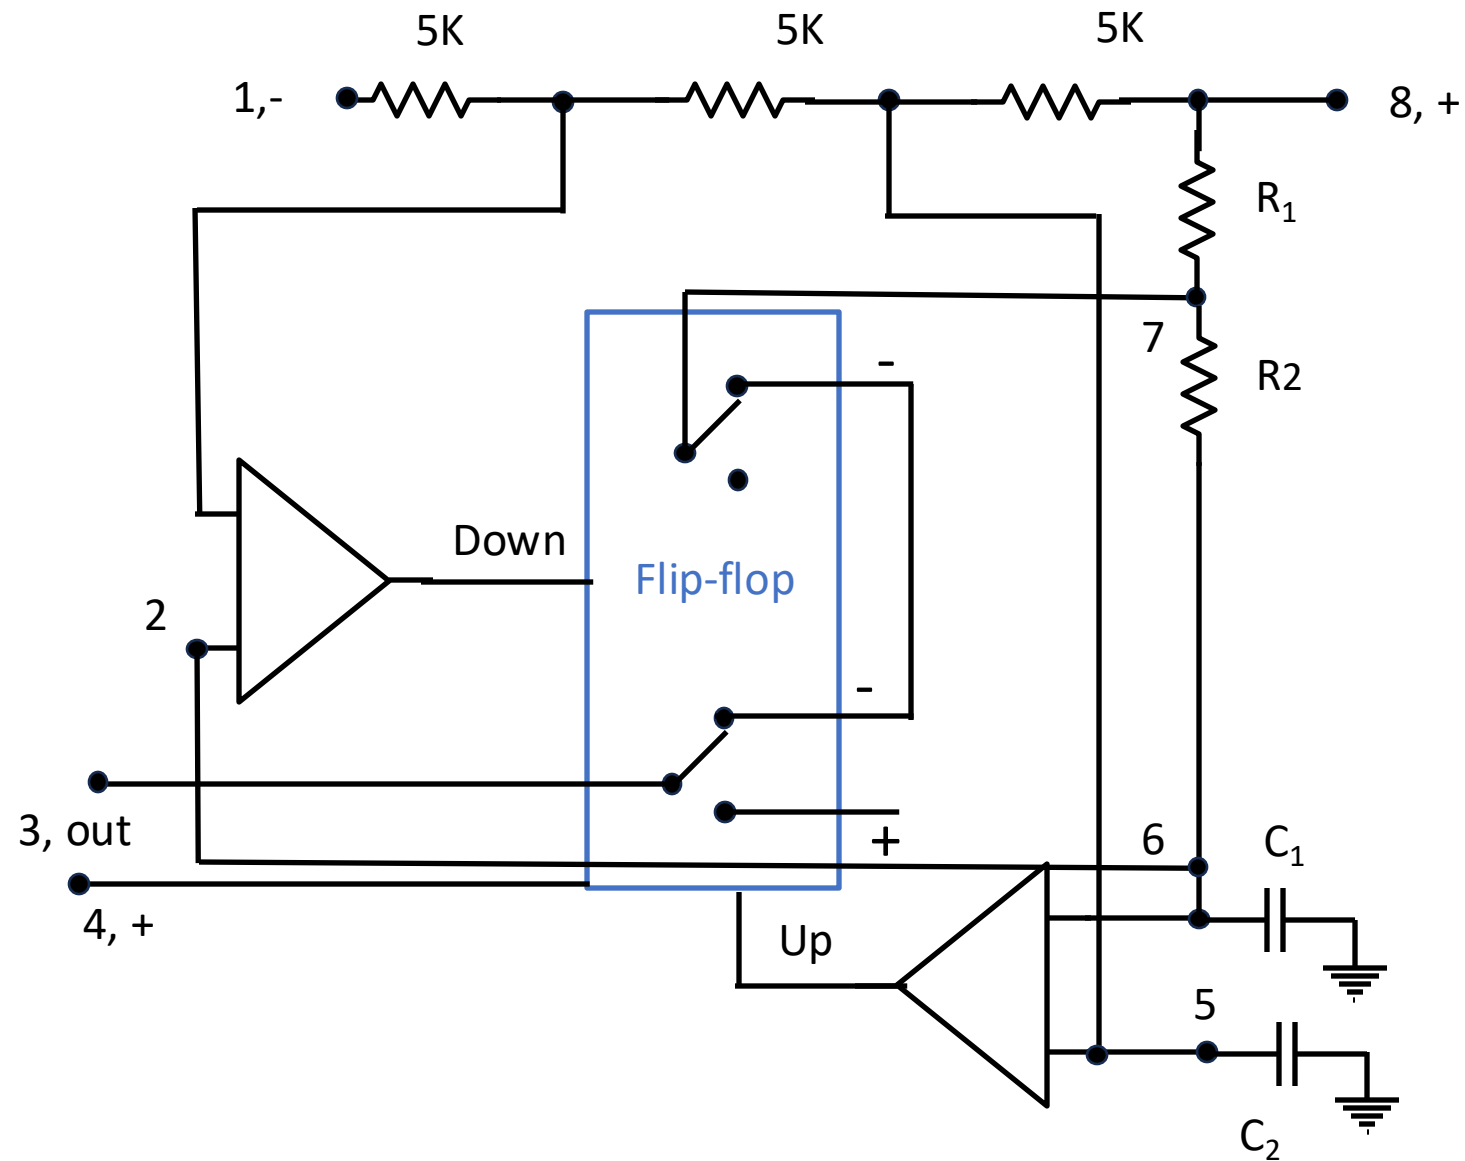 5K
5K
5K
1,-
8, +
R1
7
-
R2
Down
Flip-flop
2
-
3, out
+
6
C1
4, +
Up
5
C2